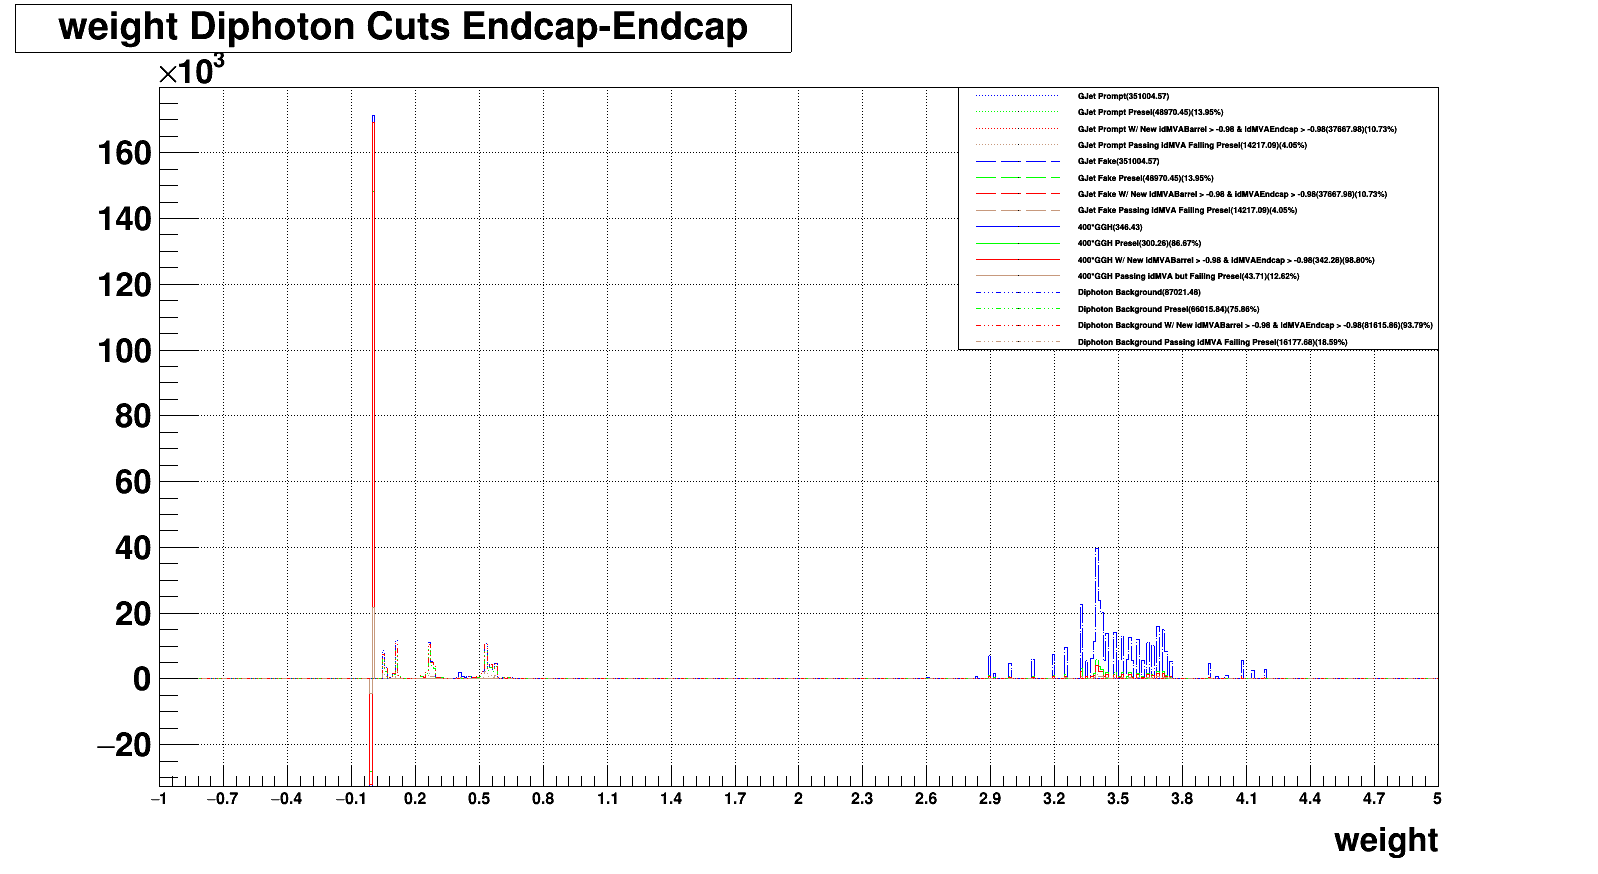 weight Diphoton Cuts Endcap-Endcap
×10³
160
140
120
100
80
60
40
20
0
−20
−1 −0.7 −0.4 −0.1 0.2 0.5 0.8 1.1 1.4 1.7 2 2.3 2.6 2.9 3.2 3.5 3.8 4.1 4.4 4.7 5
weight
GJet Prompt(351004.57)
GJet Prompt Presel(48970.45)(13.95%)
GJet Prompt W/ New idMVABarrel > -0.98 & idMVAEndcap > -0.98(37667.98)(10.73%)
GJet Prompt Passing idMVA Failing Presel(14217.09)(4.05%)
GJet Fake(351004.57)
GJet Fake Presel(48970.45)(13.95%)
GJet Fake W/ New idMVABarrel > -0.98 & idMVAEndcap > -0.98(37667.98)(10.73%)
GJet Fake Passing idMVA Failing Presel(14217.09)(4.05%)
400*GGH(346.43)
400*GGH Presel(300.26)(86.67%)
400*GGH W/ New idMVABarrel > -0.98 & idMVAEndcap > -0.98(342.28)(98.80%)
400*GGH Passing idMVA but Failing Presel(43.71)(12.62%)
Diphoton Background(87021.46)
Diphoton Background Presel(66015.84)(75.86%)
Diphoton Background W/ New idMVABarrel > -0.98 & idMVAEndcap > -0.98(81615.86)(93.79%)
Diphoton Background Passing idMVA Failing Presel(16177.68)(18.59%)